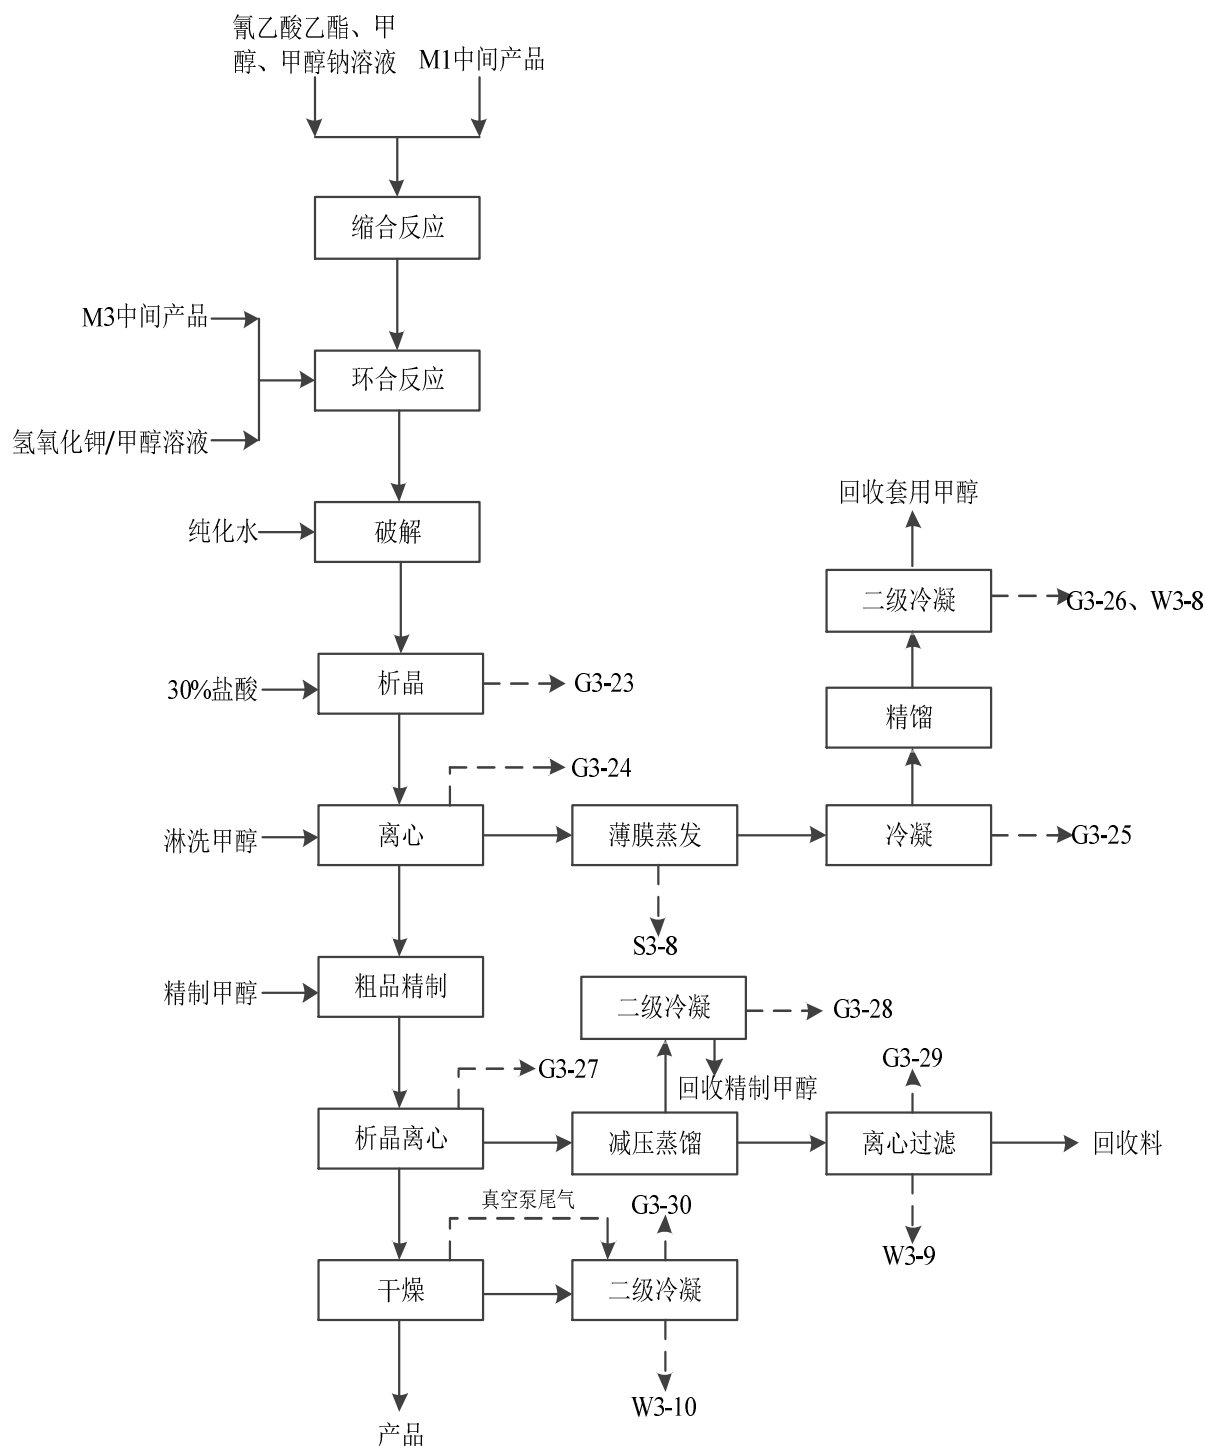 氰乙酸乙酯、甲
醇、甲醇钠溶液
M1中间产品
缩合反应
M3中间产品
环合反应
氢氧化钾/甲醇溶液
回收套用甲醇
纯化水
破解
二级冷凝
G3-26、W3-8
析晶
G3-23
30%盐酸
精馏
G3-24
淋洗甲醇
离心
薄膜蒸发
冷凝
G3-25
S3-8
精制甲醇
粗品精制
二级冷凝
G3-28
G3-27
G3-29
回收精制甲醇
析晶离心
减压蒸馏
离心过滤
回收料
真空泵尾气
G3-30
W3-9
干燥
二级冷凝
W3-10
产品